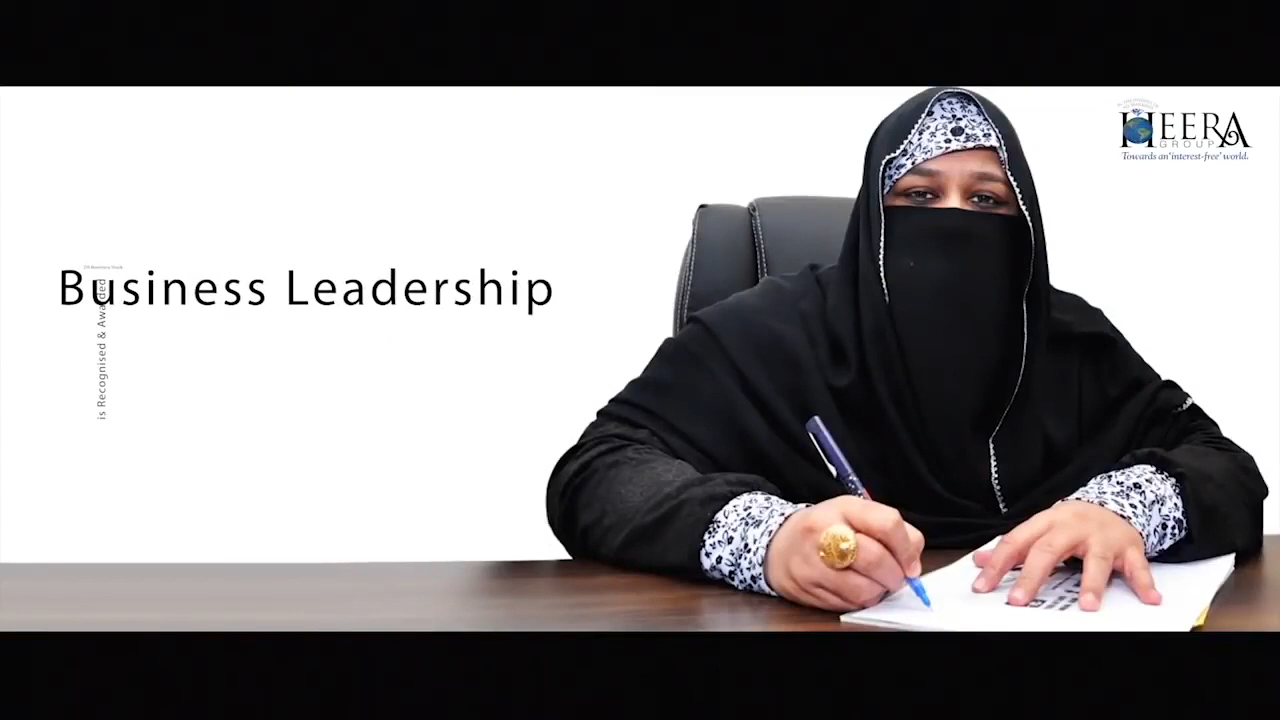 Business Leadership
is Recognised & Awarded
HEERA
GROUP
Towards an 'interest-free' world.